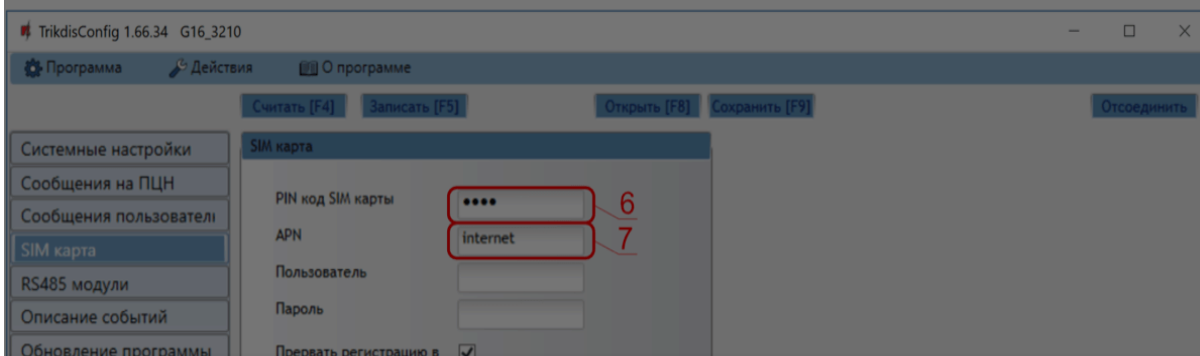 TrikdisConfig 1.66.34 G16_3210
Программа Действия О программе
Считать [F4] Записать [F5] Открыть [F8] Сохранить [F9] Отсоединить
Системные настройки
Сообщения на ПЦН
Сообщения пользовател
SIM карта
RS485 модули
Описание событий
Обновление программы
SIM карта
PIN код SIM карты •••• 6
APN internet 7
Пользователь
Пароль
Прервать регистрацию в